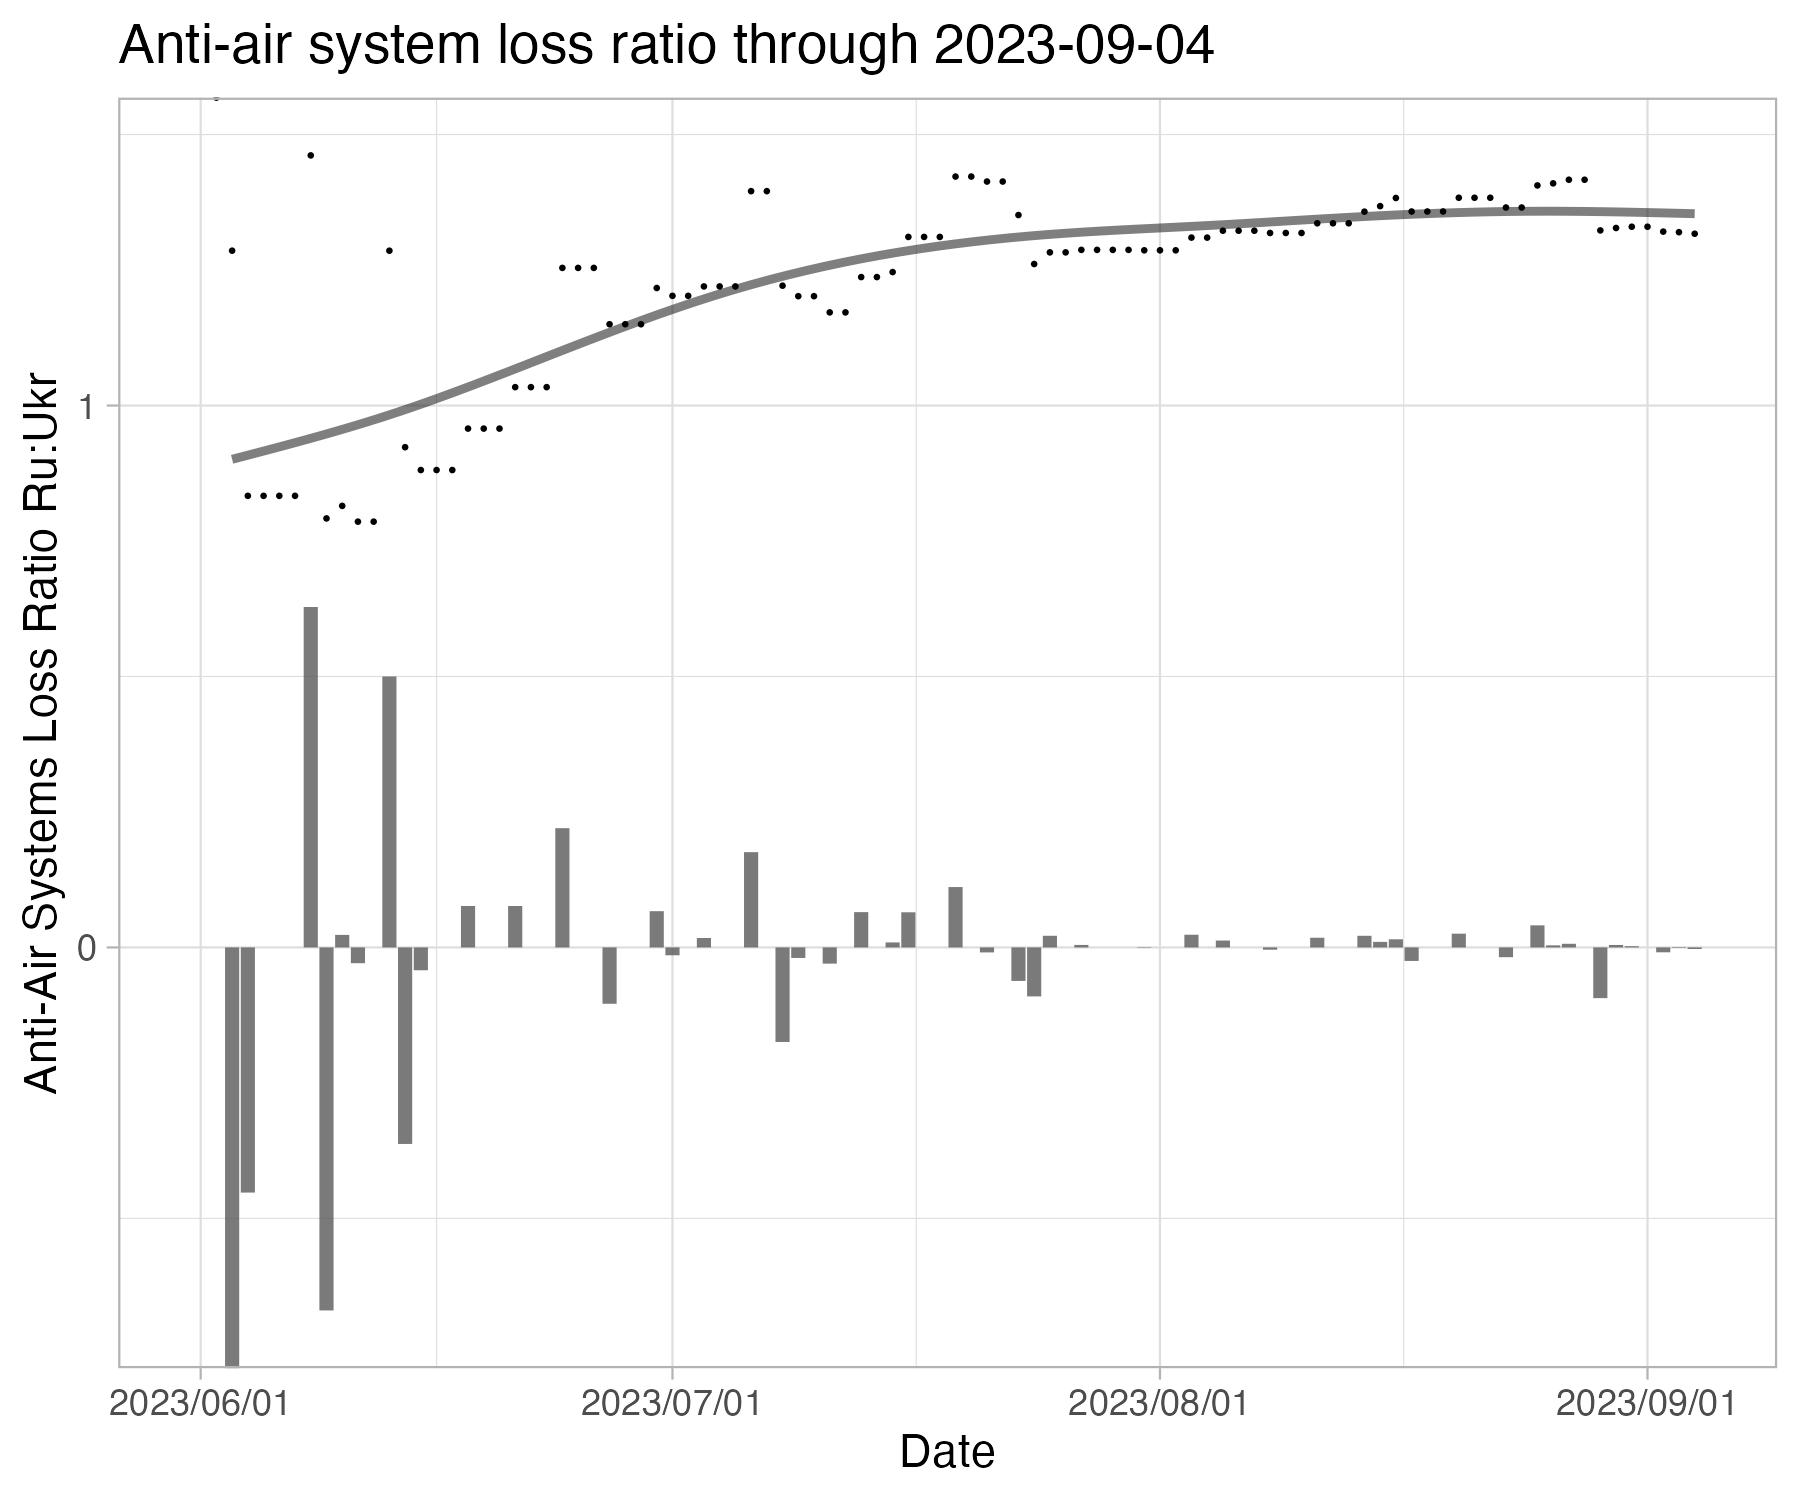 Anti-air system loss ratio through 2023-09-04
Anti-Air Systems Loss Ratio Ru:Ukr
1
0
2023/06/01
2023/07/01
2023/08/01
2023/09/01
Date